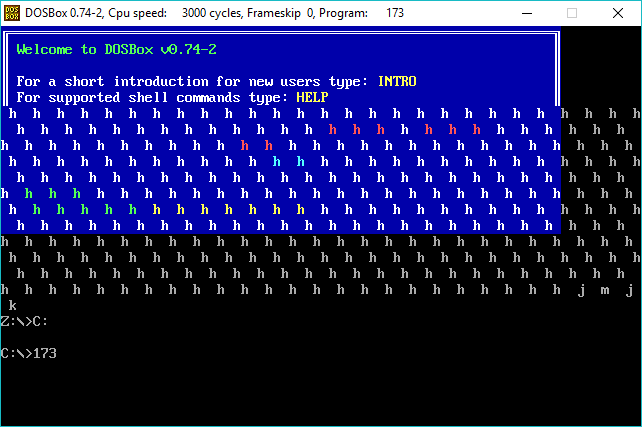 DOSBox 0.74-2, Cpu speed: 3000 cycles, Frameskip 0, Program: 173
Welcome to DOSBox v0.74-2
For a short introduction for new users type: INTRO
For supported shell commands type: HELP
h h h h h h h h h h h h h h h h h h h h h h h h h h h
h h h h h h h h h h h h h h h h h h h h h h h h h h
h h h h h h h h h h h h h h h h h h h h h h h h h h h
h h h h h h h h h h h h h h h h h h h h h h h h h h h
h h h h h h h h h h h h h h h h h h h h h h h h h h
h h h h h h h h h h h h h h h h h h h h h h h h h h h
h h h h h h h h h h h h h h h h h h h h h h h h h h h
h h h h h h h h h h h h h h h h h h h h h h h h h h
h h h h h h h h h h h h h h h h h h h h h h h h h h h
h h h h h h h h h h h h h h h h h h h h h h h h h h h
h h h h h h h h h h h h h h h h h h h h h h h h h h
h h h h h h h h h h h h h h h h h h h h h h h h j m j
k
Z:\>C:
C:\>173